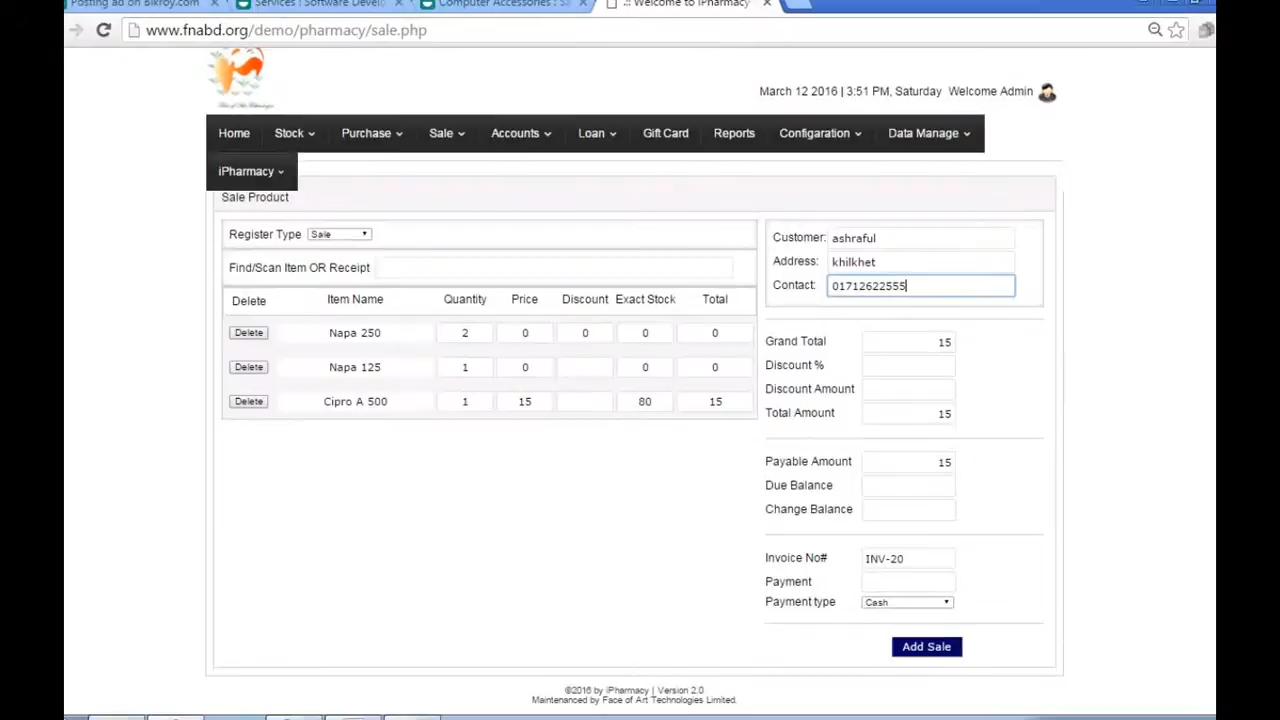 Posting ad on Bikroy.com
Services | Software Develo
Computer Accessories : Sa
.:: Welcome to iPharmacy
www.fnabd.org/demo/pharmacy/sale.php
March 12 2016 | 3:51 PM, Saturday Welcome Admin
Home Stock Purchase Sale Accounts Loan Gift Card Reports Configaration Data Manage
iPharmacy
Sale Product
Register Type Sale
Find/Scan Item OR Receipt
Delete Item Name Quantity Price Discount Exact Stock Total
Delete Napa 250 2 0 0 0 0
Delete Napa 125 1 0 0 0
Delete Cipro A 500 1 15 80 15
Customer: ashraful
Address: khilkhet
Contact: 01712622555
Grand Total 15
Discount %
Discount Amount
Total Amount 15
Payable Amount 15
Due Balance
Change Balance
Invoice No# INV-20
Payment
Payment type Cash
Add Sale
©2016 by iPharmacy | Version 2.0
Maintenanced by Face of Art Technologies Limited.